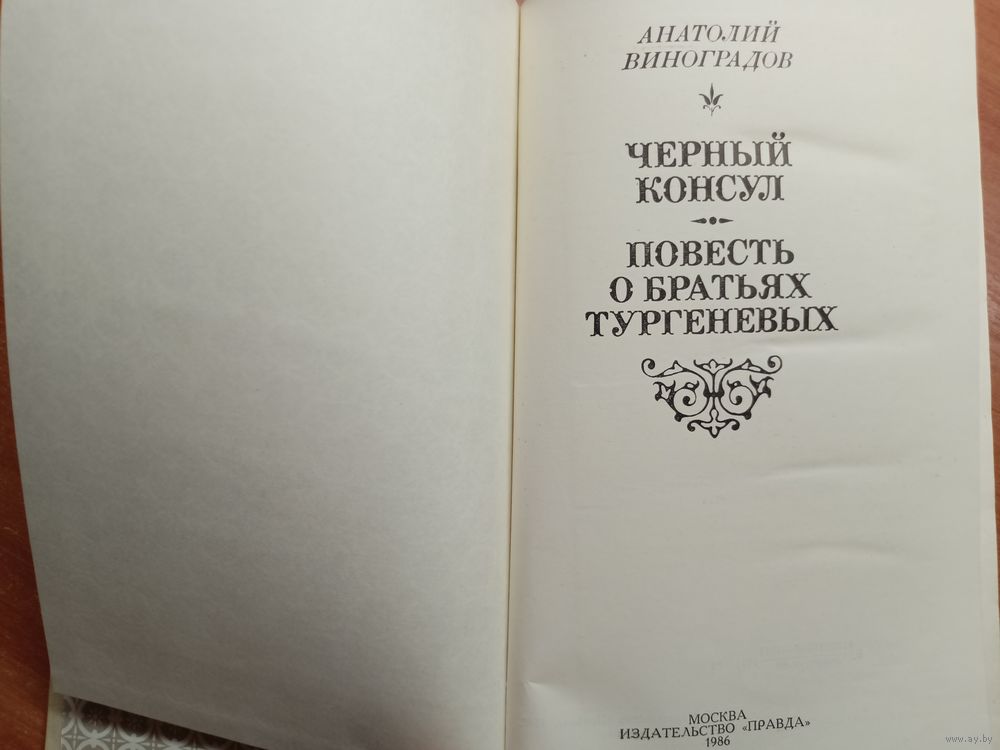 АНАТОЛИЙ
ВИНОГРАДОВ
ЧЕРНЫЙ
КОНСУЛ
ПОВЕСТЬ
О БРАТЬЯХ
ТУРГЕНЕВЫХ
МОСКВА
ИЗДАТЕЛЬСТВО «ПРАВДА»
1986
www.ay.by